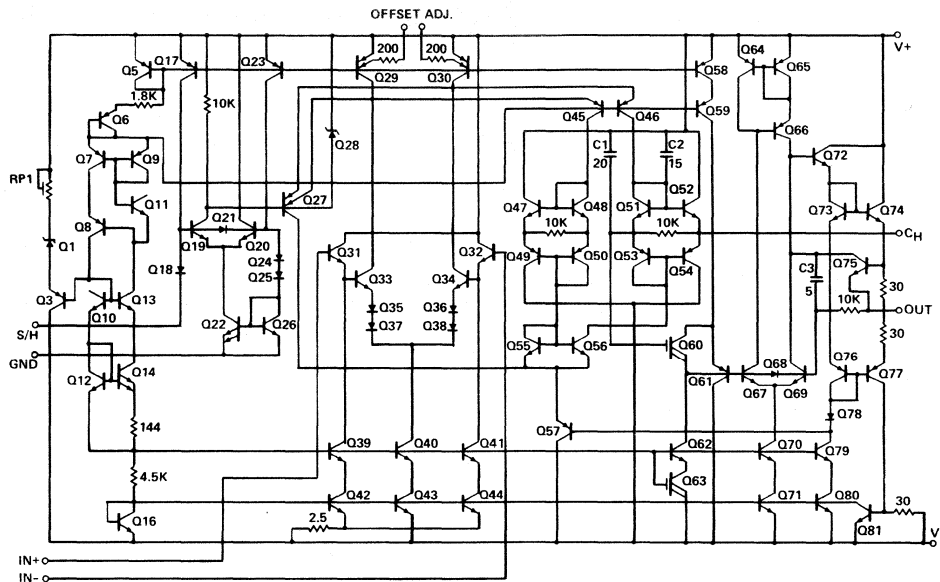 OFFSET ADJ.
V+
200
200
Q5
Q17
Q23
Q29
Q30
Q58
Q64
Q65
1.8K
10K
Q6
Q28
Q45
Q46
Q59
Q66
C1
20
C2
15
Q7
Q9
Q72
RP1
Q11
Q27
Q47
Q48
Q51
Q52
Q73
Q74
Q8
Q21
Q19
Q20
10K
10K
CH
Q1
Q18
Q24
Q25
Q31
Q32
Q49
Q50
Q53
Q54
Q75
Q33
Q34
C3
5
30
Q3
Q10
Q13
Q35
Q36
10K
OUT
S/H
Q22
Q26
Q37
Q38
30
GND
Q55
Q56
Q60
Q12
Q14
Q61
Q68
Q76
Q77
Q67
Q69
Q78
144
Q57
Q39
Q40
Q41
Q62
Q70
Q79
4.5K
Q63
Q42
Q43
Q44
Q71
Q80
Q16
2.5
30
Q81
V
IN+
IN-